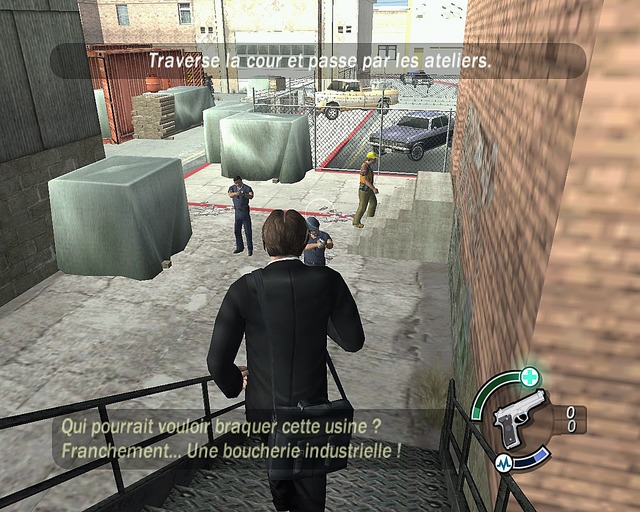 Traverse la cour et passe par les ateliers.
Qui pourrait vouloir braquer cette usine ?
Franchement... Une boucherie industrielle !
0
0